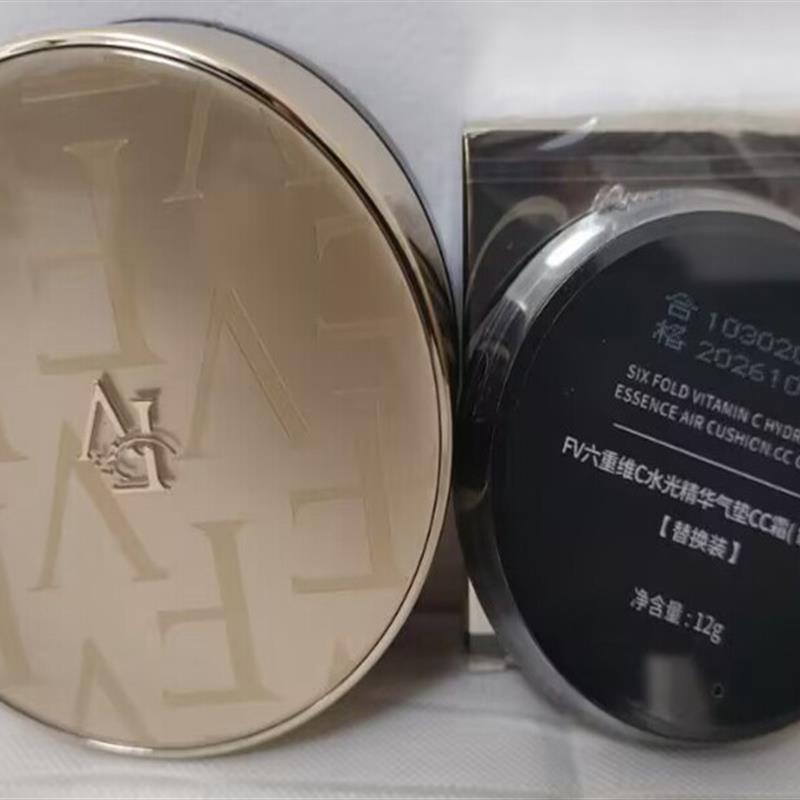 FV
合格
103020
202610
SIX FOLD VITAMIN C HYDR
ESSENCE AIR CUSHION.CC C
FV六重维C水光精华气垫CC霜(
【替换装】
净含量:12g